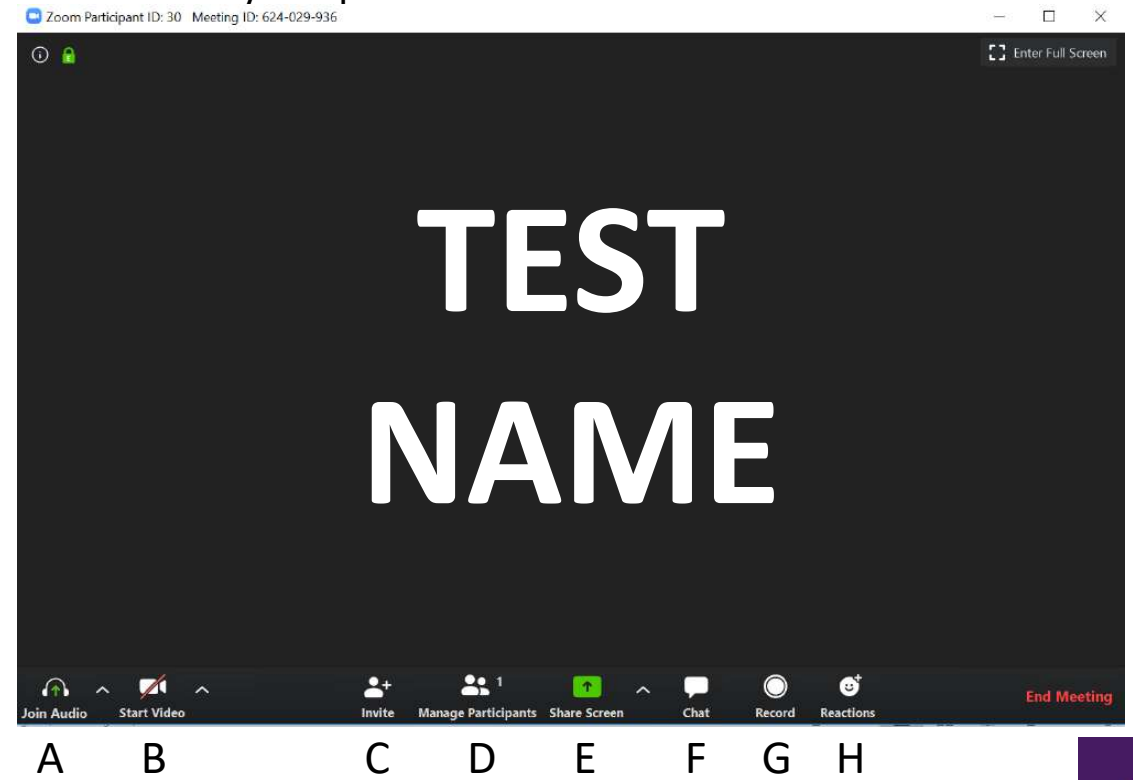 Zoom Participant ID: 30 Meeting ID: 624-029-936
Enter Full Screen
TEST
NAME
1
Join Audio Start Video Invite Manage Participants Share Screen Chat Record Reactions End Meeting
A B C D E F G H